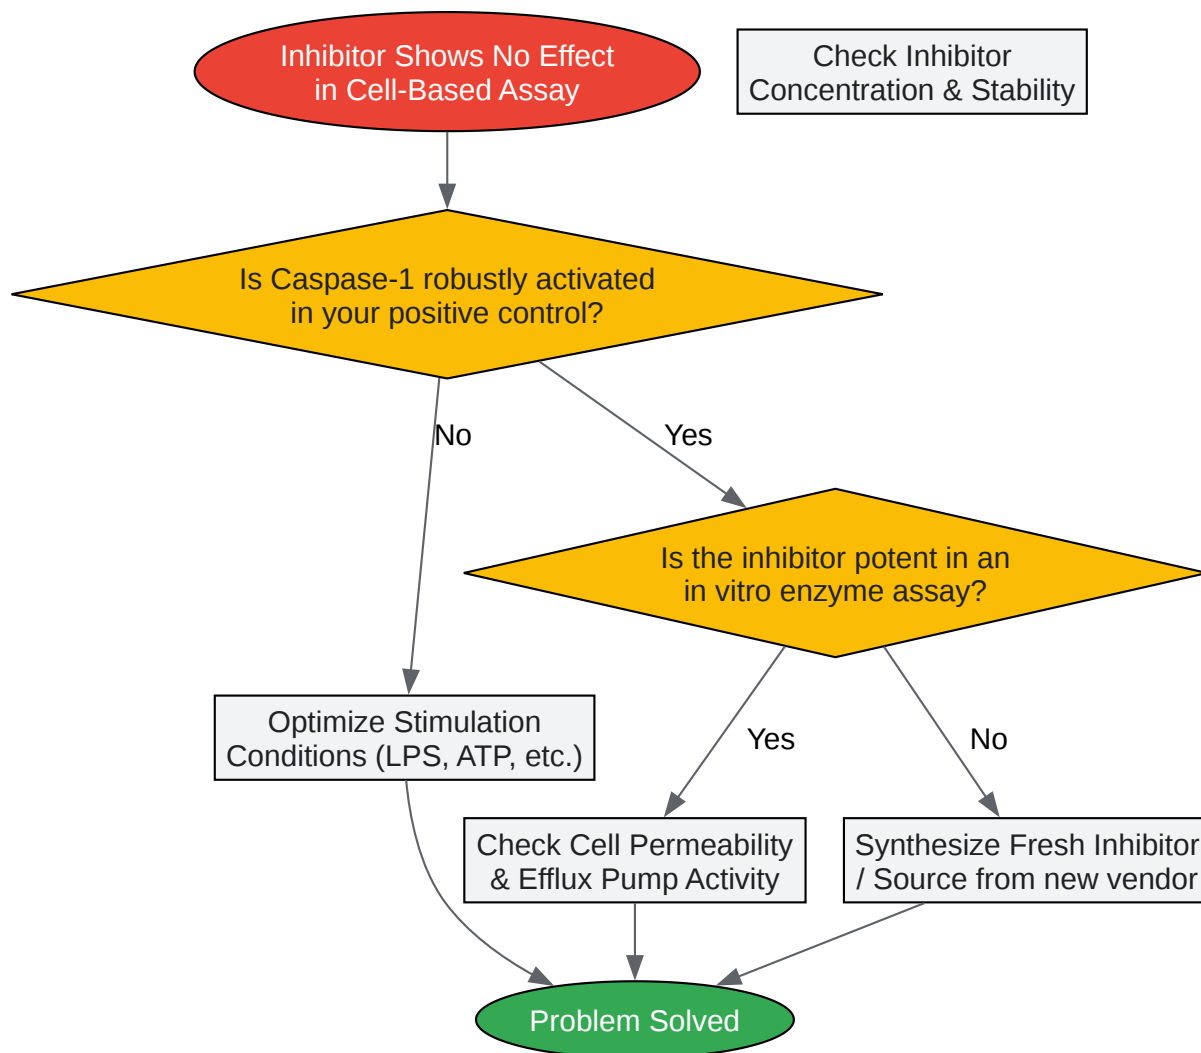 Inhibitor Shows No Effect
in Cell-Based Assay
Check Inhibitor
Concentration & Stability
Is Caspase-1 robustly activated
in your positive control?
No
Yes
Is the inhibitor potent in an
in vitro enzyme assay?
Optimize Stimulation
Conditions (LPS, ATP, etc.)
Yes
No
Check Cell Permeability
& Efflux Pump Activity
Synthesize Fresh Inhibitor
/ Source from new vendor
Problem Solved